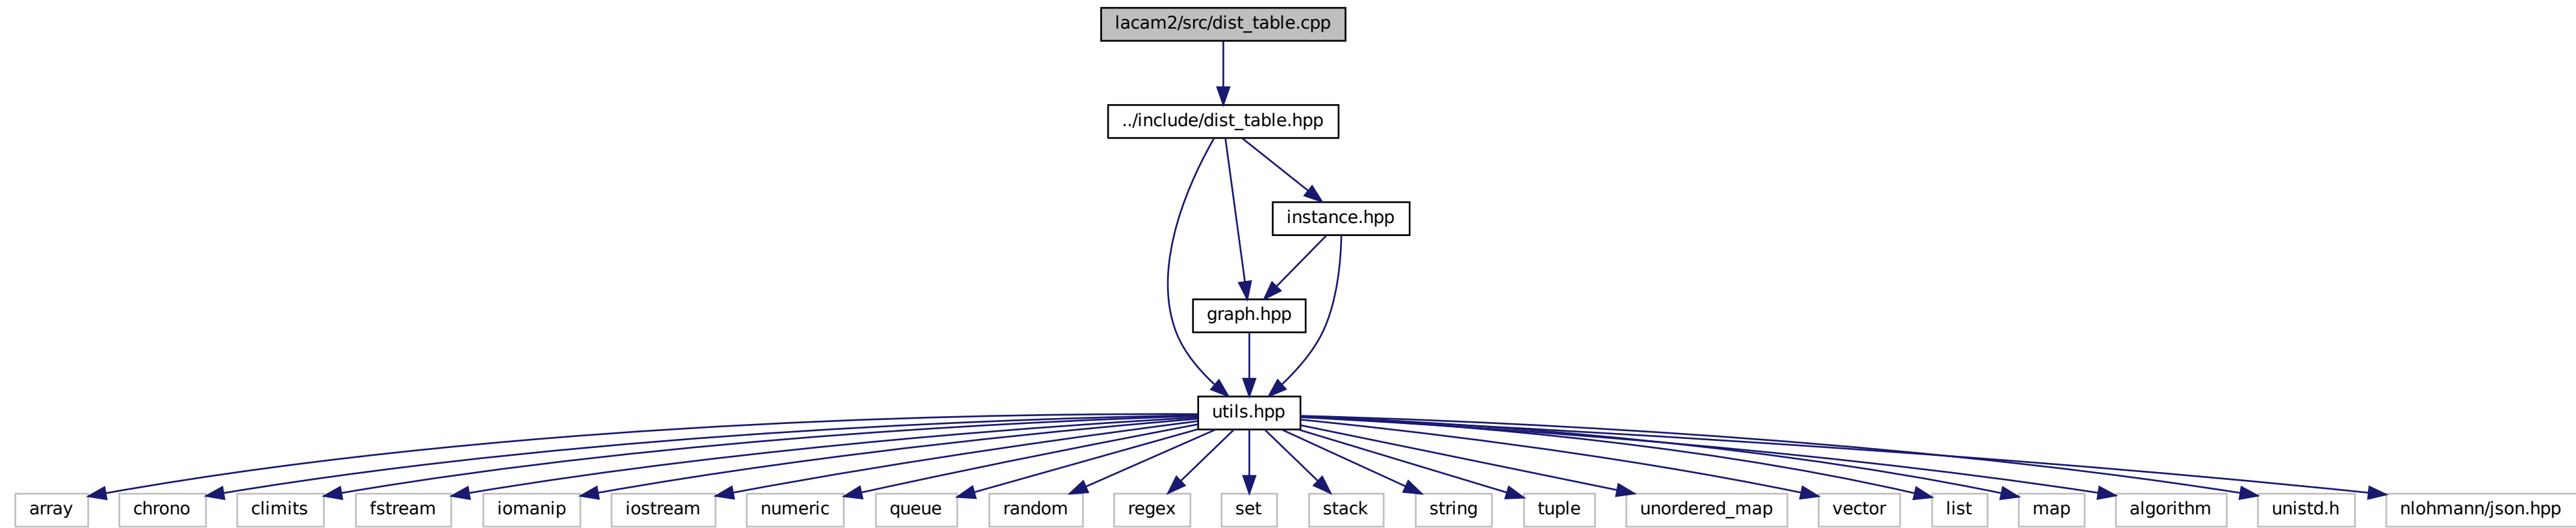 lacam2/src/dist_table.cpp
../include/dist_table.hpp
instance.hpp
graph.hpp
utils.hpp
array
chrono
climits
fstream
iomanip
iostream
numeric
queue
random
regex
set
stack
string
tuple
unordered_map
vector
list
map
algorithm
unistd.h
nlohmann/json.hpp